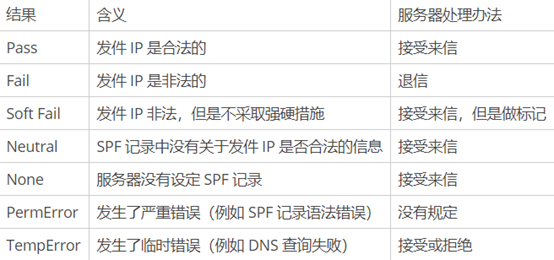 结果 含义 服务器处理办法
Pass 发件 IP 是合法的 接受来信
Fail 发件 IP 是非法的 退信
Soft Fail 发件 IP 非法，但是不采取强硬措施 接受来信，但是做标记
Neutral SPF 记录中没有关于发件 IP 是否合法的信息 接受来信
None 服务器没有设定 SPF 记录 接受来信
PermError 发生了严重错误（例如 SPF 记录语法错误） 没有规定
TempError 发生了临时错误（例如 DNS 查询失败） 接受或拒绝